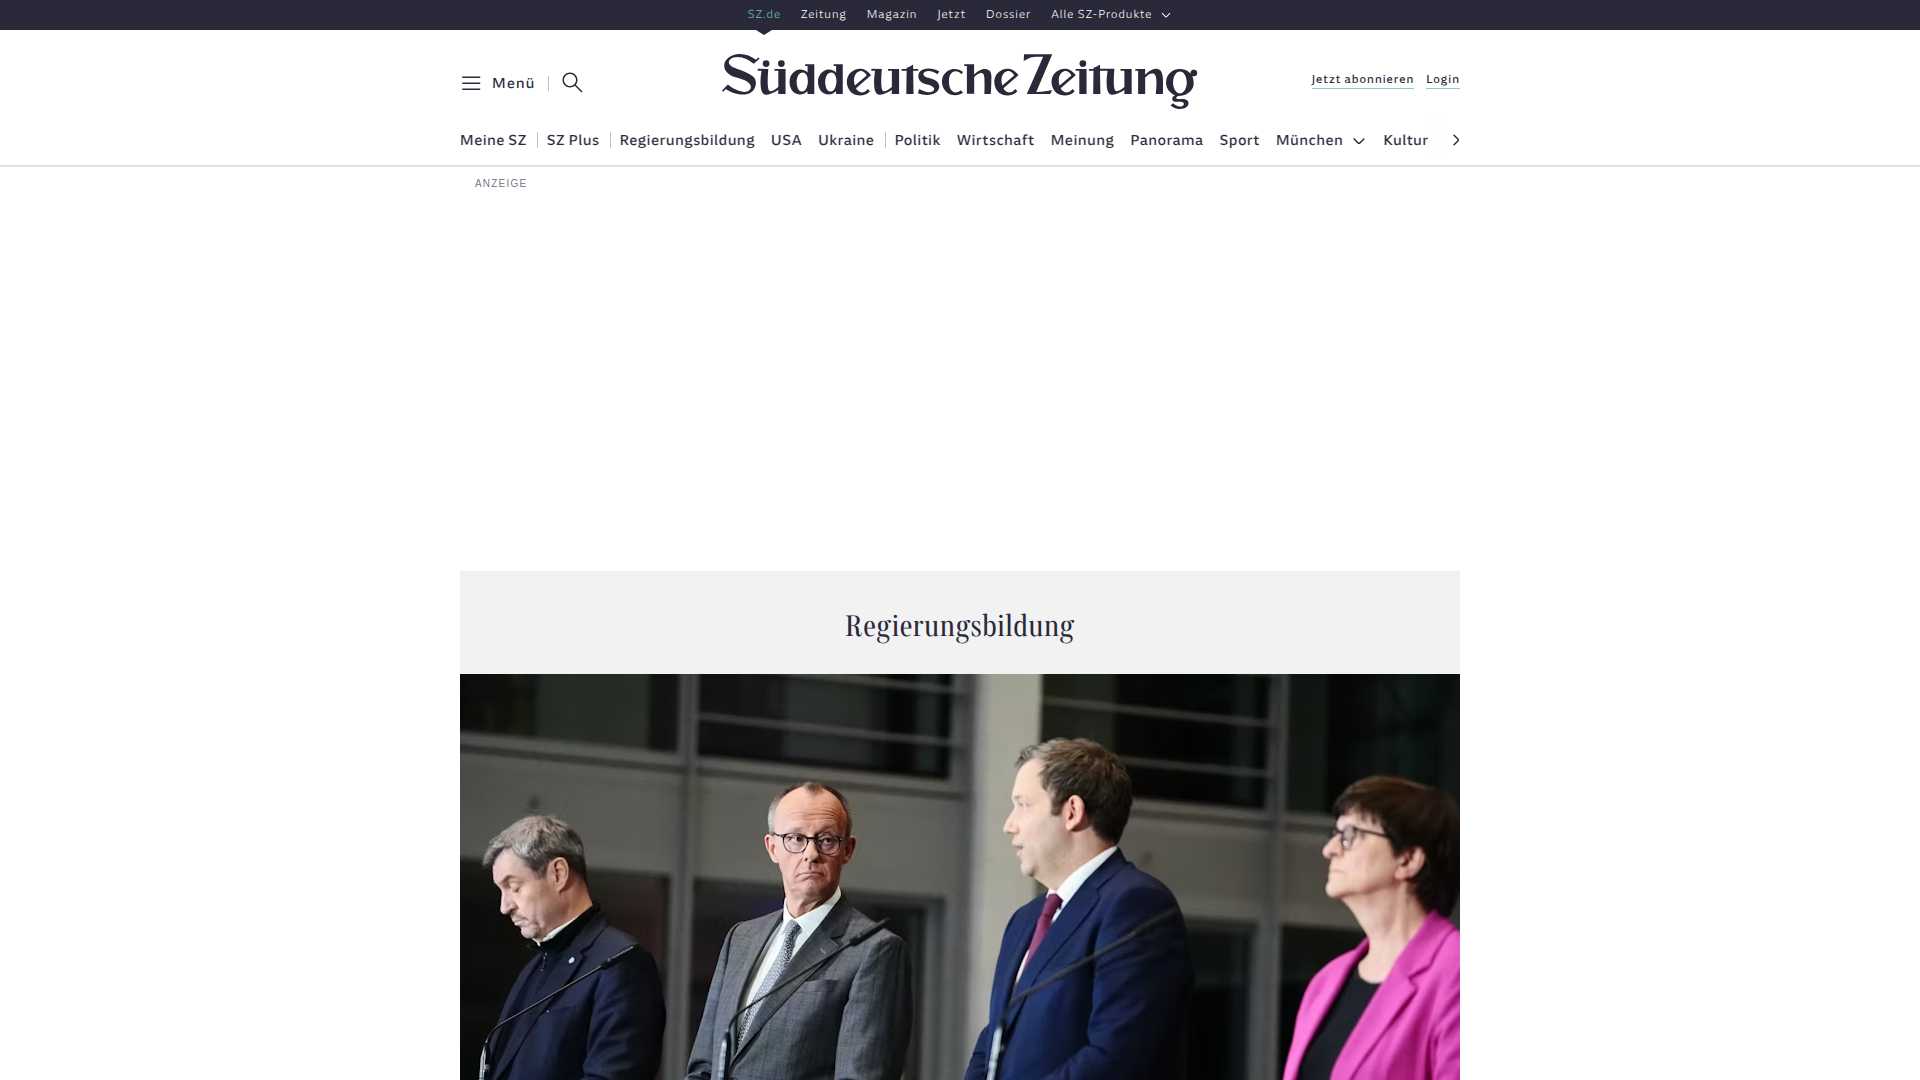 SZ.de Zeitung Magazin Jetzt Dossier Alle SZ-Produkte
Menü
Süddeutsche Zeitung
Jetzt abonnieren Login
Meine SZ SZ Plus Regierungsbildung USA Ukraine Politik Wirtschaft Meinung Panorama Sport München Kultur
ANZEIGE
Regierungsbildung